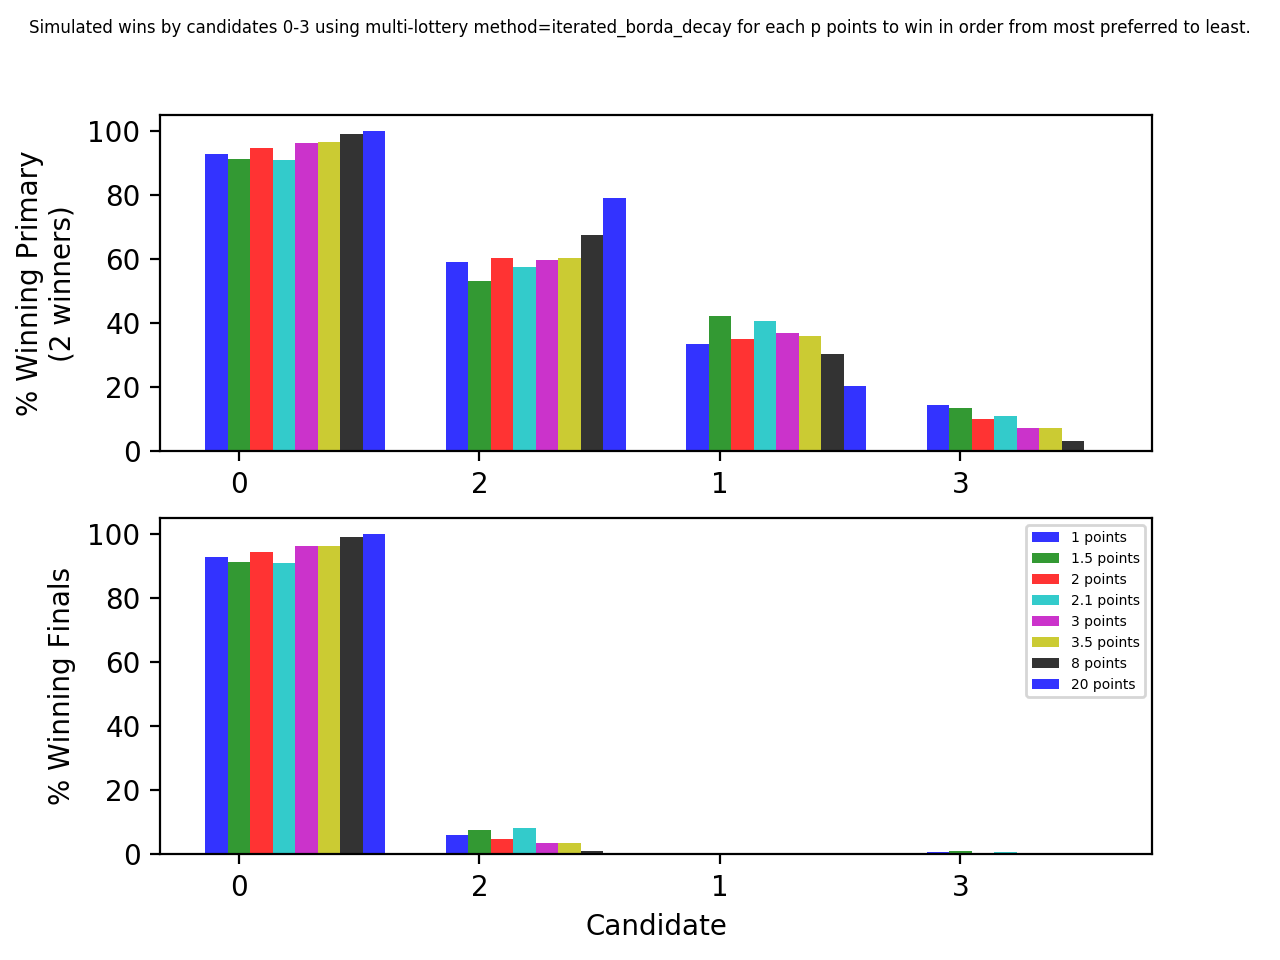 Simulated wins by candidates 0-3 using multi-lottery method=iterated_borda_decay for each p points to win in order from most preferred to least.
% Winning Primary
(2 winners)
100
80
60
40
20
0
0 2 1 3
% Winning Finals
100
80
60
40
20
0
1 points
1.5 points
2 points
2.1 points
3 points
3.5 points
8 points
20 points
0 2 1 3
Candidate